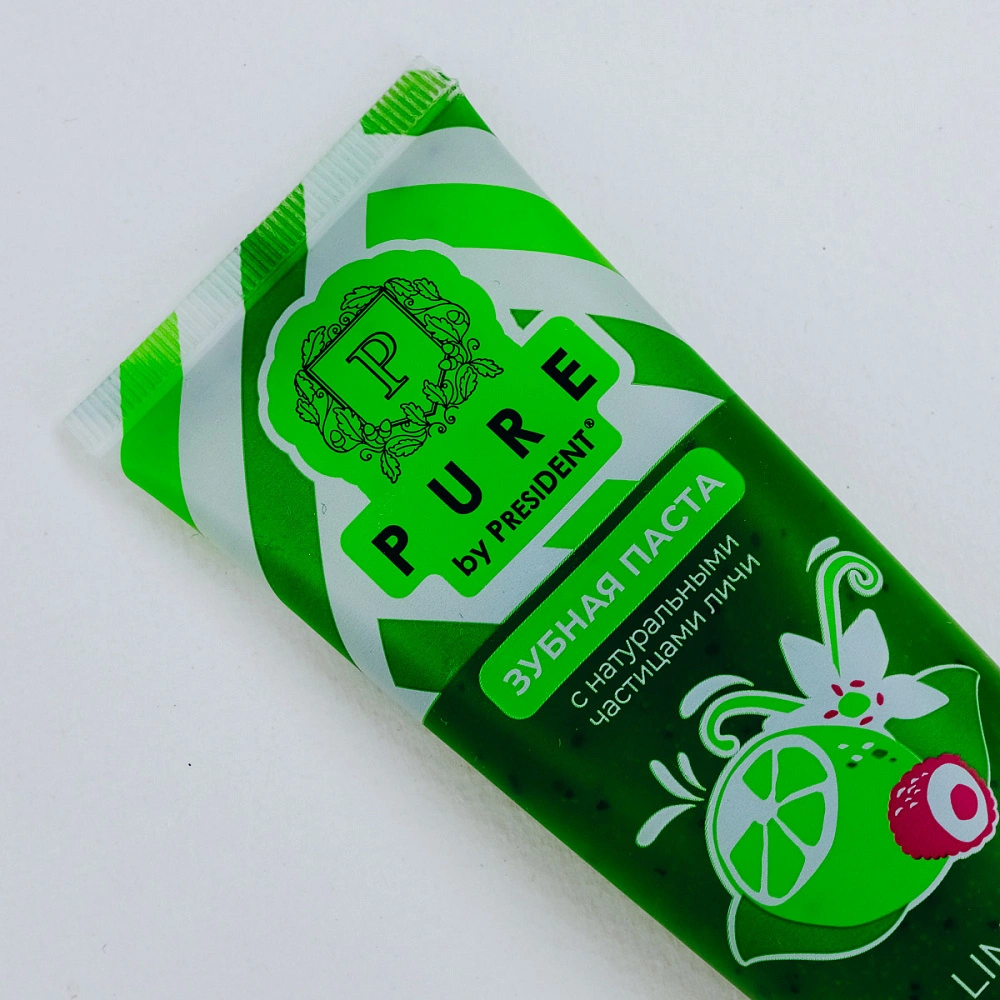 P
PURE
by PRESIDENT®
ЗУБНАЯ ПАСТА
с натуральными
частицами личи